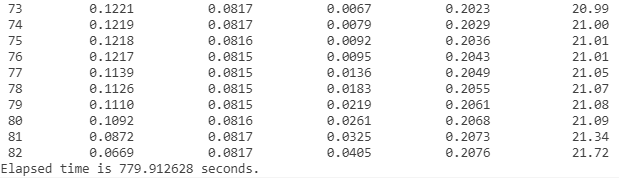 73 0.1221 0.0817 0.0067 0.2023 20.99
74 0.1219 0.0817 0.0079 0.2029 21.00
75 0.1218 0.0816 0.0092 0.2036 21.01
76 0.1217 0.0815 0.0095 0.2043 21.01
77 0.1139 0.0815 0.0136 0.2049 21.05
78 0.1126 0.0815 0.0183 0.2055 21.07
79 0.1110 0.0815 0.0219 0.2061 21.08
80 0.1092 0.0816 0.0261 0.2068 21.09
81 0.0872 0.0817 0.0325 0.2073 21.34
82 0.0669 0.0817 0.0405 0.2076 21.72
Elapsed time is 779.912628 seconds.